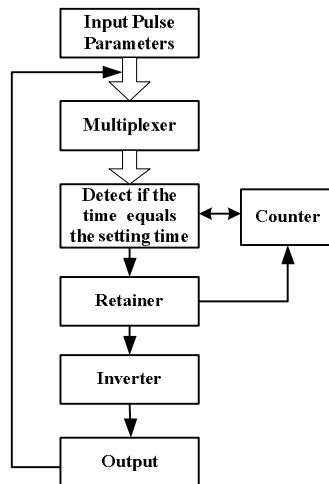 Input Pulse
Parameters
Multiplexer
Detect if the
time equals
the setting time
Counter
Retainer
Inverter
Output